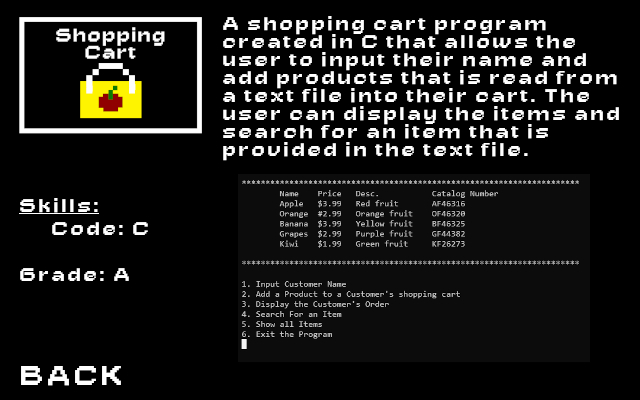 Shopping
Cart
A shopping cart program
created in C that allows the
user to input their name and
add products that is read from
a text file into their cart. The
user can display the items and
search for an item that is
provided in the text file.
Skills:
Code: C
Grade: A
**********************************************************************
Name Price Desc. Catalog Number
Apple $3.99 Red fruit AF46316
Orange #2.99 Orange fruit OF46320
Banana $3.99 Yellow fruit BF46325
Grapes $2.99 Purple fruit GF44382
Kiwi $1.99 Green fruit KF26273
**********************************************************************
1. Input Customer Name
2. Add a Product to a Customer's shopping cart
3. Display the Customer's Order
4. Search For an Item
5. Show all Items
6. Exit the Program
BACK